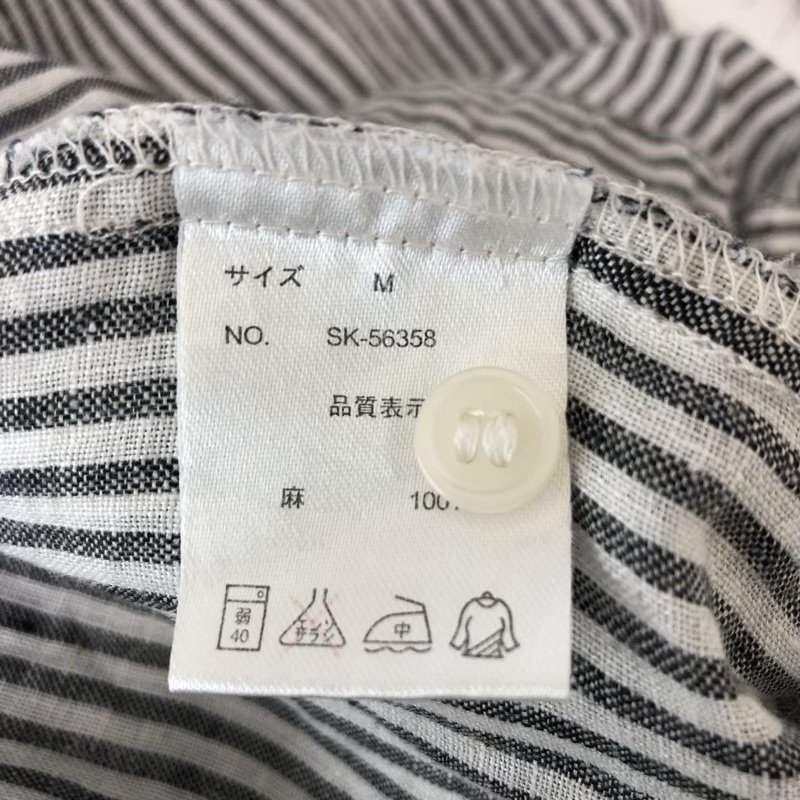 サイズ M
NO. SK-56358
品質表示
麻 100
弱 40
エンソ サラシ
中